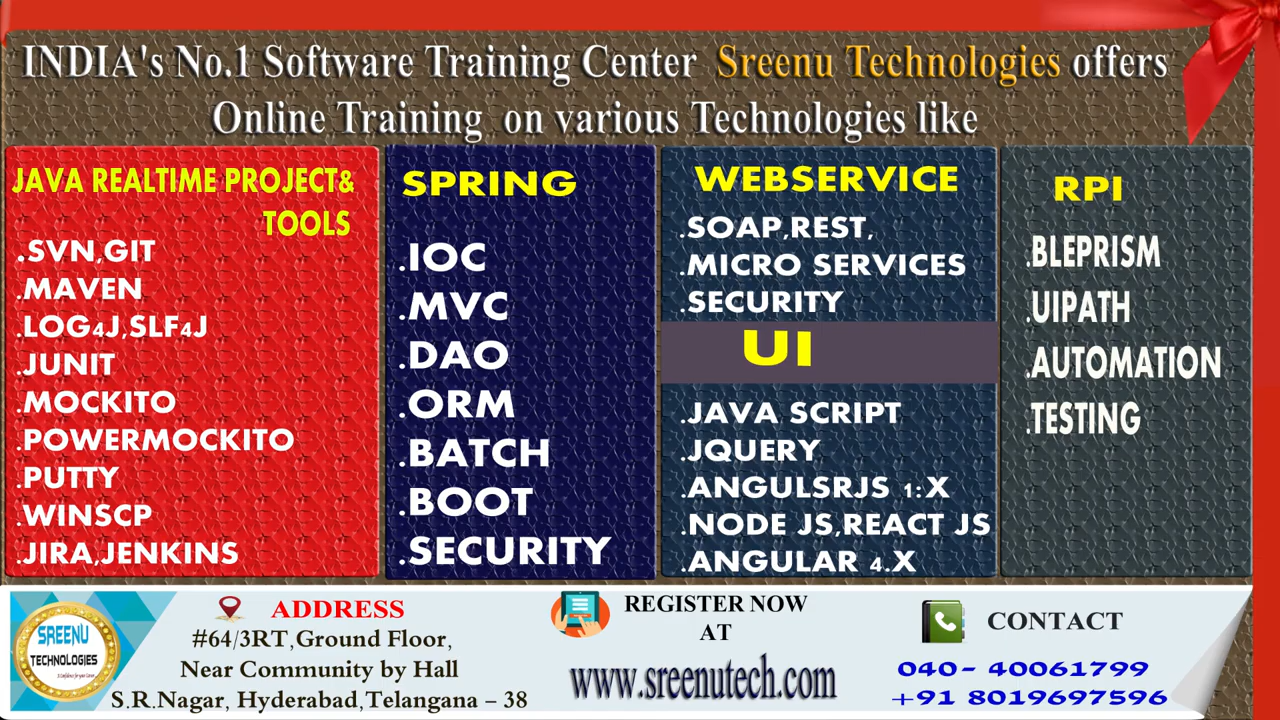 INDIA's No.1 Software Training Center Sreenu Technologies offers
Online Training on various Technologies like
JAVA REALTIME PROJECT&
TOOLS
.SVN,GIT
.MAVEN
.LOG4J,SLF4J
.JUNIT
.MOCKITO
.POWERMOCKITO
.PUTTY
.WINSCP
.JIRA,JENKINS
SPRING
.IOC
.MVC
.DAO
.ORM
.BATCH
.BOOT
.SECURITY
WEBSERVICE
.SOAP,REST,
.MICRO SERVICES
.SECURITY
UI
.JAVA SCRIPT
.JQUERY
.ANGULSRJS 1:X
.NODE JS,REACT JS
.ANGULAR 4.X
RPI
.BLEPRISM
.UIPATH
.AUTOMATION
.TESTING
SREENU
TECHNOLOGIES
ADDRESS
#64/3RT,Ground Floor,
Near Community by Hall
S.R.Nagar, Hyderabad,Telangana – 38
REGISTER NOW
AT
www.sreenutech.com
CONTACT
040- 40061799
+91 8019697596